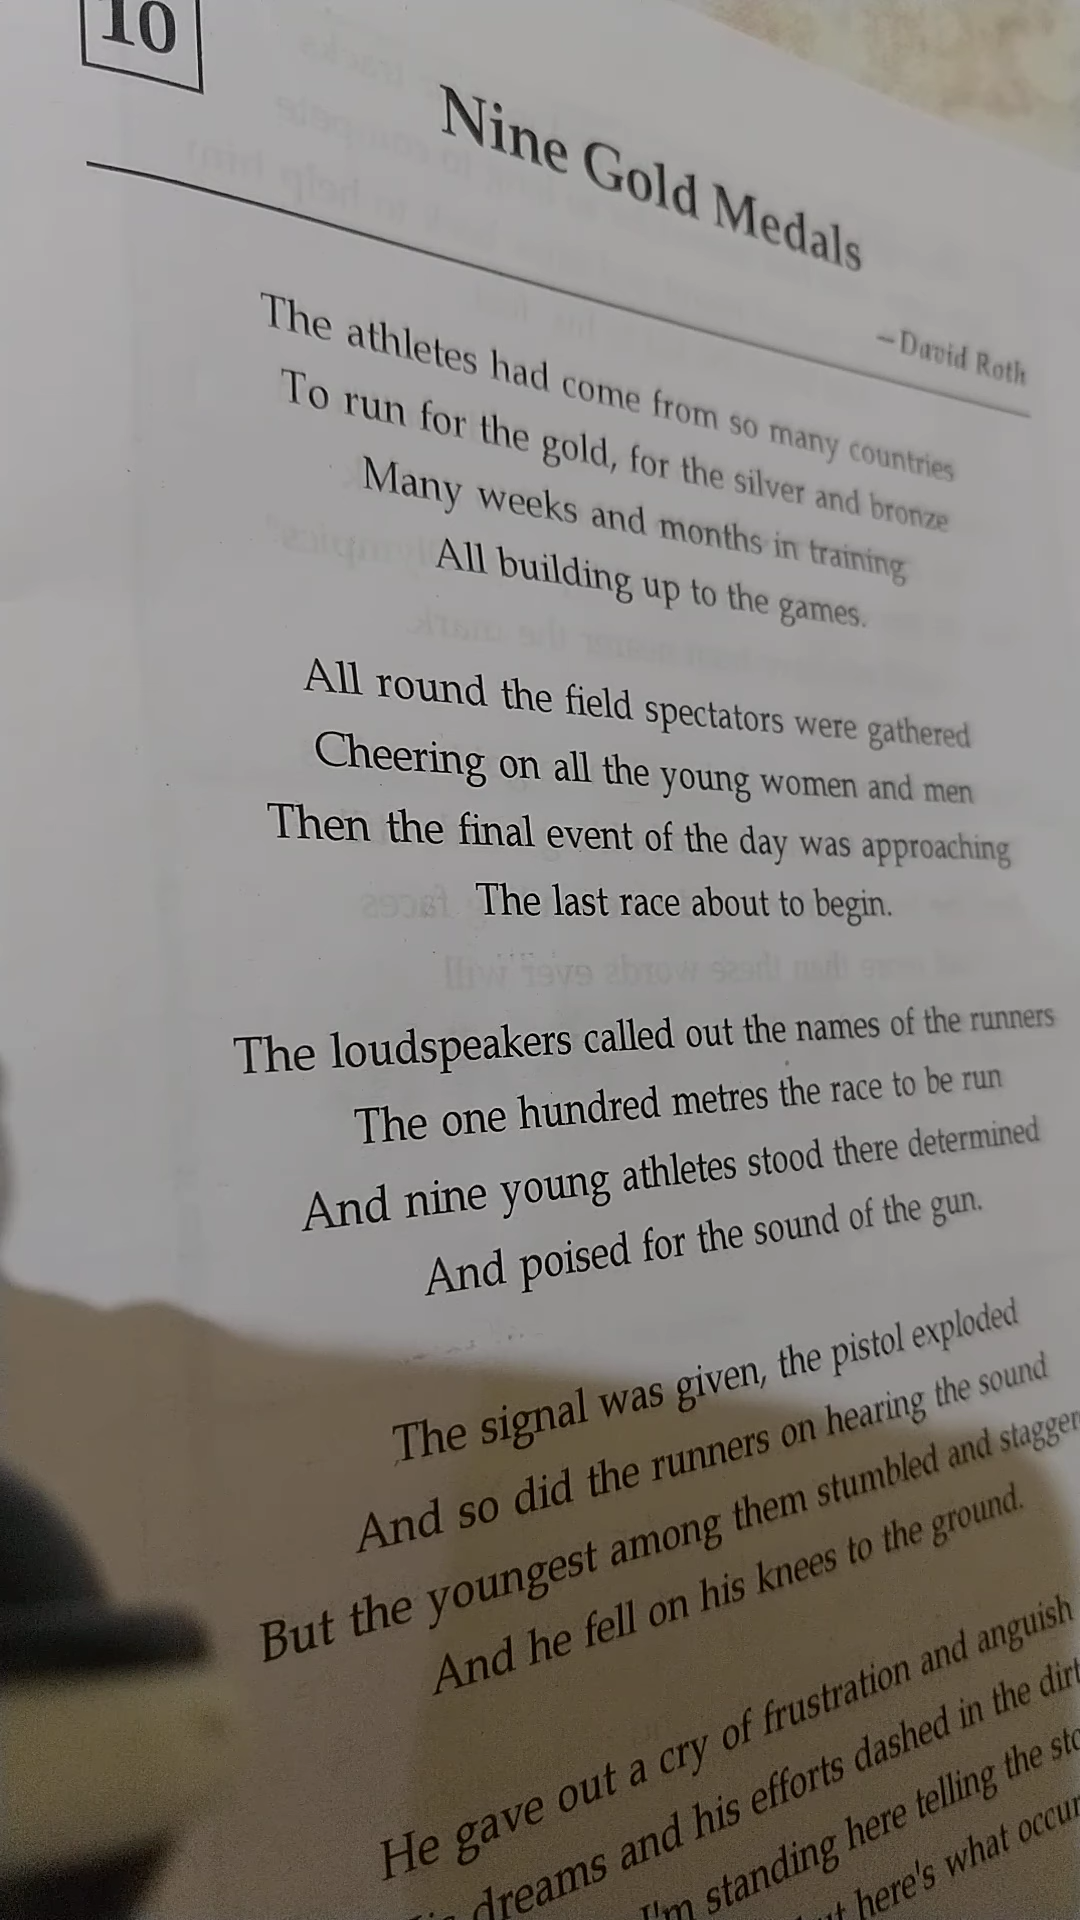 10
Nine Gold Medals
–David Roth
The athletes had come from so many countries
To run for the gold, for the silver and bronze
Many weeks and months in training
All building up to the games.
All round the field spectators were gathered
Cheering on all the young women and men
Then the final event of the day was approaching
The last race about to begin.
The loudspeakers called out the names of the runners
The one hundred metres the race to be run
And nine young athletes stood there determined
And poised for the sound of the gun.
The signal was given, the pistol exploded
And so did the runners on hearing the sound
But the youngest among them stumbled and
And he fell on his knees to the ground.
He gave out a cry of frustration and anguish
dreams and his efforts dashed in the dirt
I'm standing here telling the
here's what